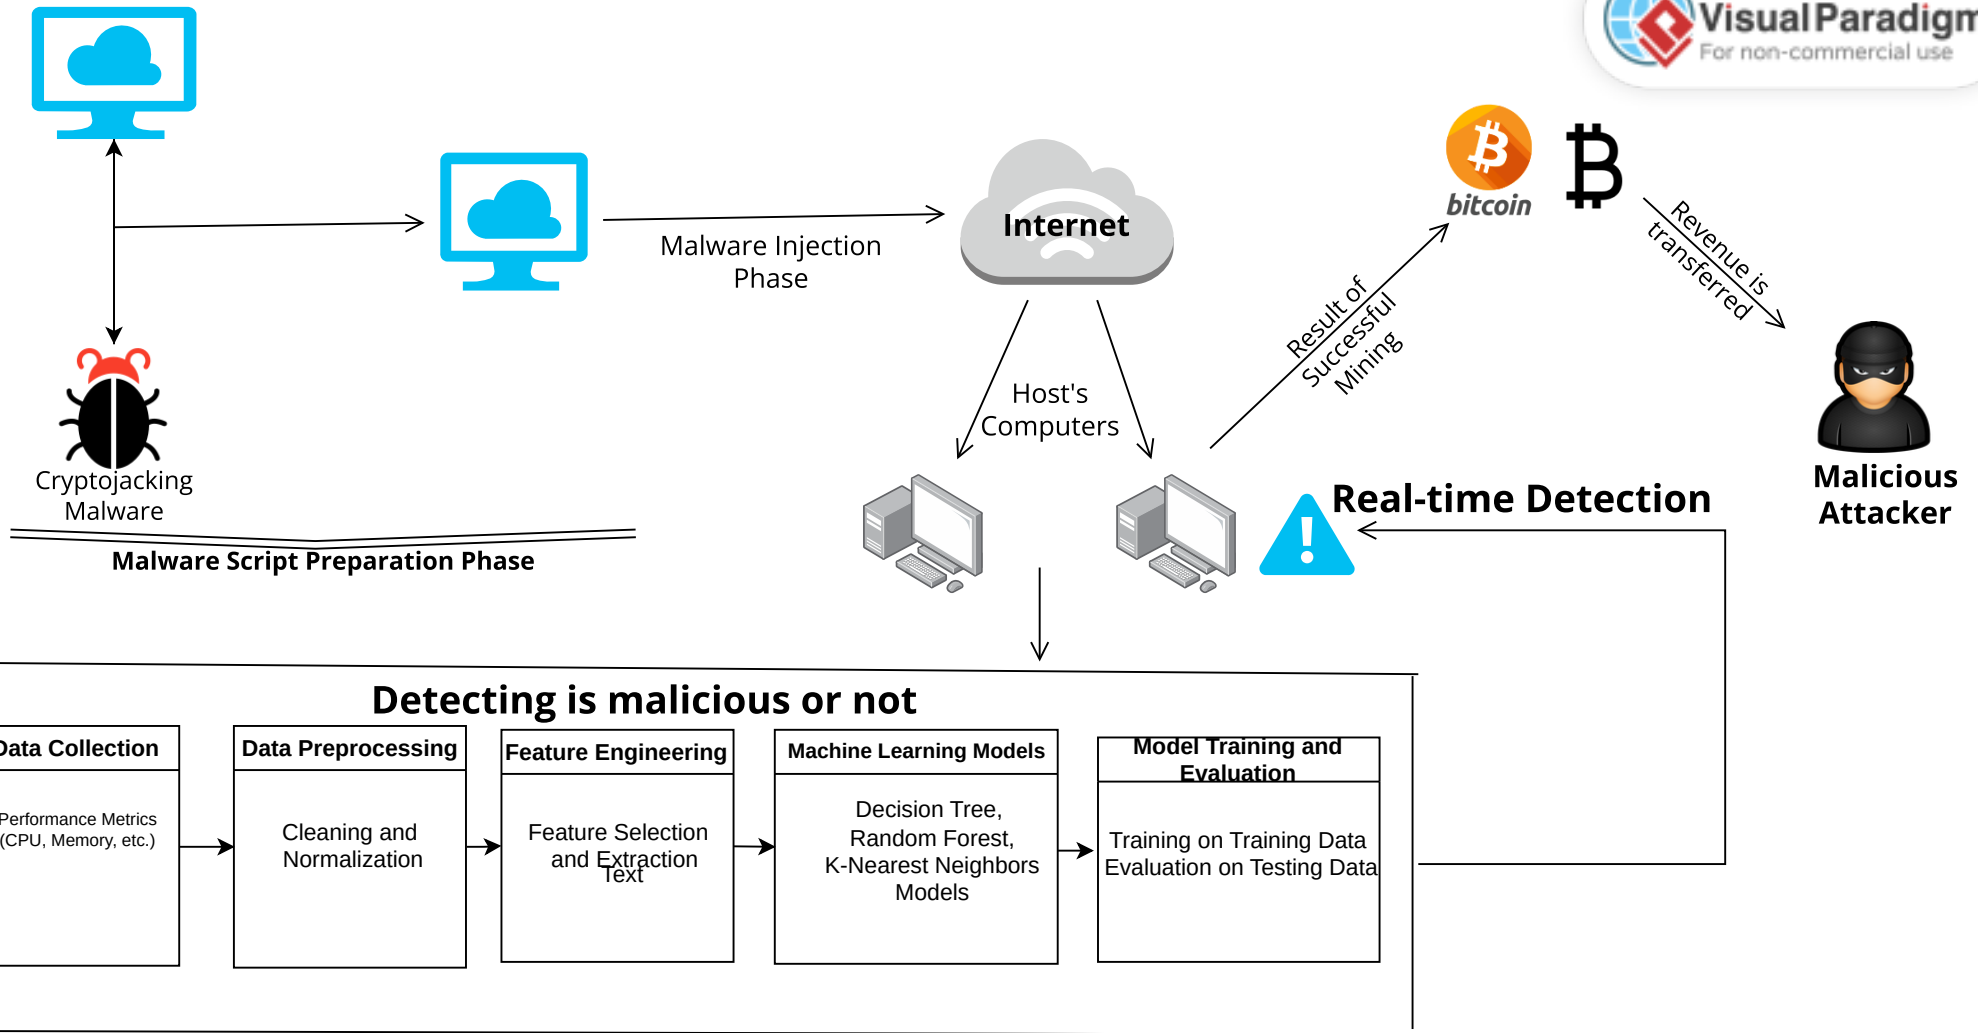 Visual Paradigm
For non-commercial use
bitcoin
Internet
Malware Injection
Phase
Revenue is
transferred
Result of
Successful
Mining
Host's
Computers
Cryptojacking
Malware
Malware Script Preparation Phase
Real-time Detection
Malicious
Attacker
Detecting is malicious or not
Data Collection
Performance Metrics
(CPU, Memory, etc.)
Data Preprocessing
Cleaning and
Normalization
Feature Engineering
Feature Selection
and Extraction
Text
Machine Learning Models
Decision Tree,
Random Forest,
K-Nearest Neighbors
Models
Model Training and
Evaluation
Training on Training Data
Evaluation on Testing Data